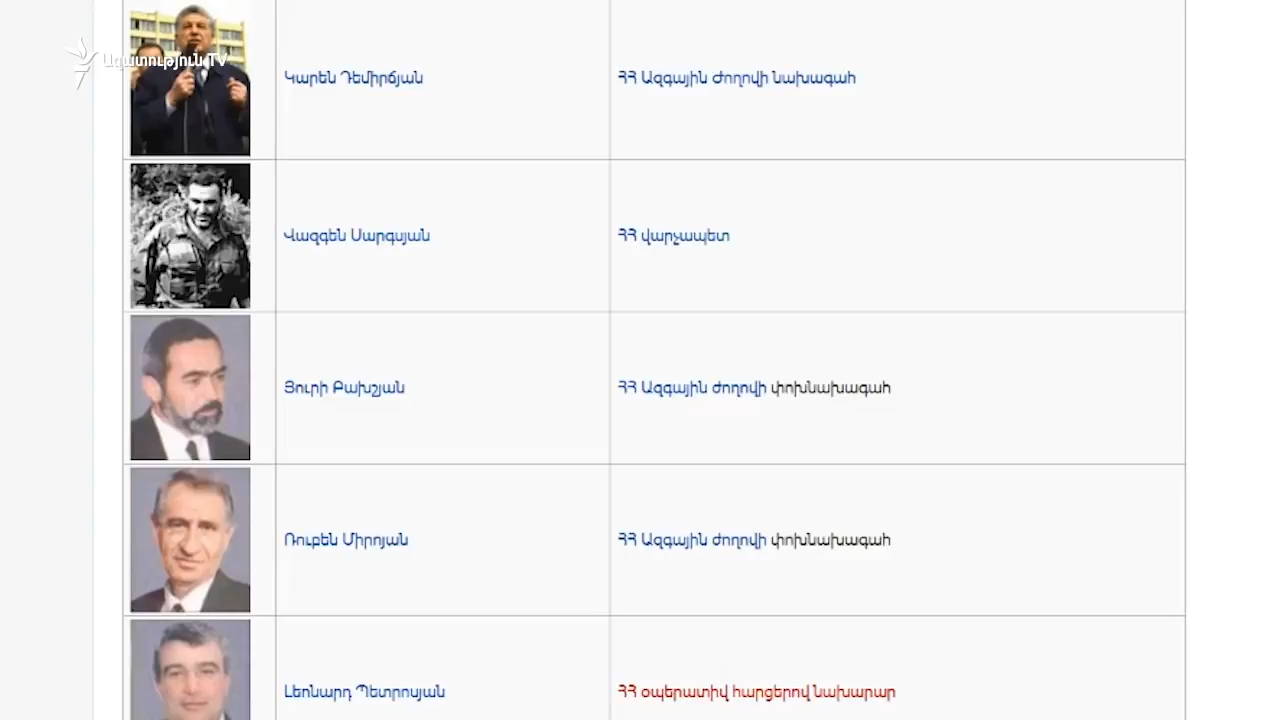 Ազատություն TV
Կարեն Դեմիրճյան
ՀՀ Ազգային Ժողովի նախագահ
Վազգեն Սարգսյան
ՀՀ վարչապետ
Յուրի Բախշյան
ՀՀ Ազգային ժողովի փոխնախագահ
Ռուբեն Միրոյան
ՀՀ Ազգային ժողովի փոխնախագահ
Լեոնարդ Պետրոսյան
ՀՀ օպերատիվ հարցերով նախարար